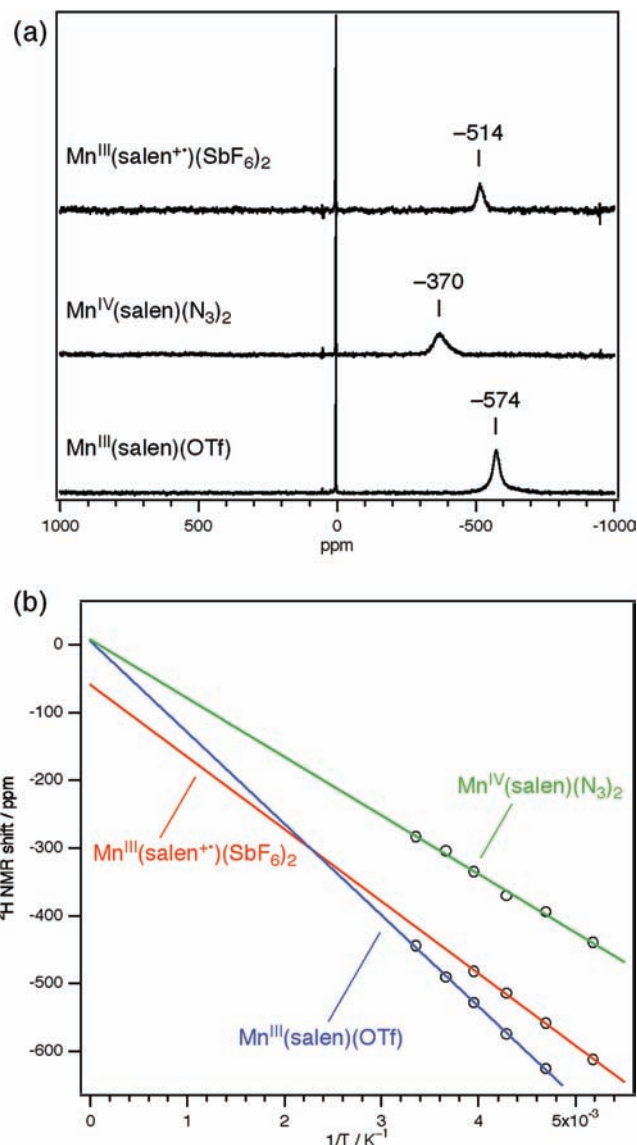 (a)
−514
Mn^III(salen^+•)(SbF6)2
−370
Mn^IV(salen)(N3)2
−574
Mn^III(salen)(OTf)
1000 500 0 -500 -1000
ppm
(b)
0
-100
-200
-300
-400
-500
-600
²H NMR shift / ppm
Mn^IV(salen)(N3)2
Mn^III(salen^+•)(SbF6)2
Mn^III(salen)(OTf)
0 1 2 3 4 5x10^-3
1/T / K^-1